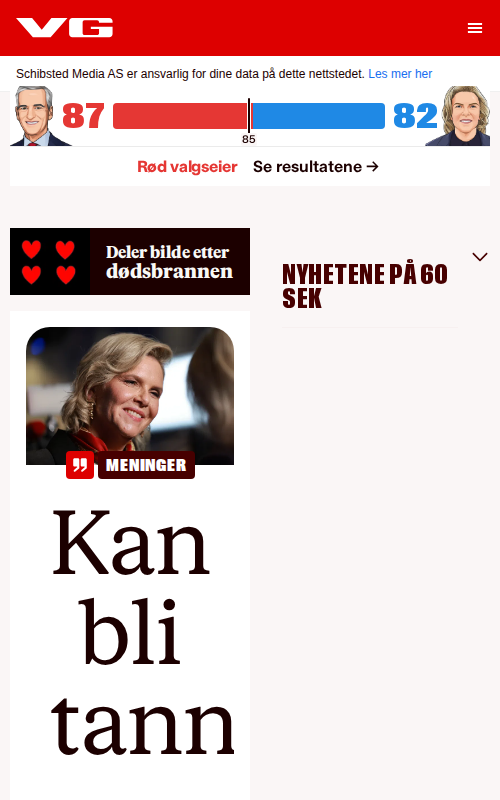 VG
Schibsted Media AS er ansvarlig for dine data på dette nettstedet. Les mer her
87
82
85
Rød valgseier Se resultatene →
Deler bilde etter
dødsbrannen
NYHETENE PÅ 60
SEK
MENINGER
Kan
bli
tann